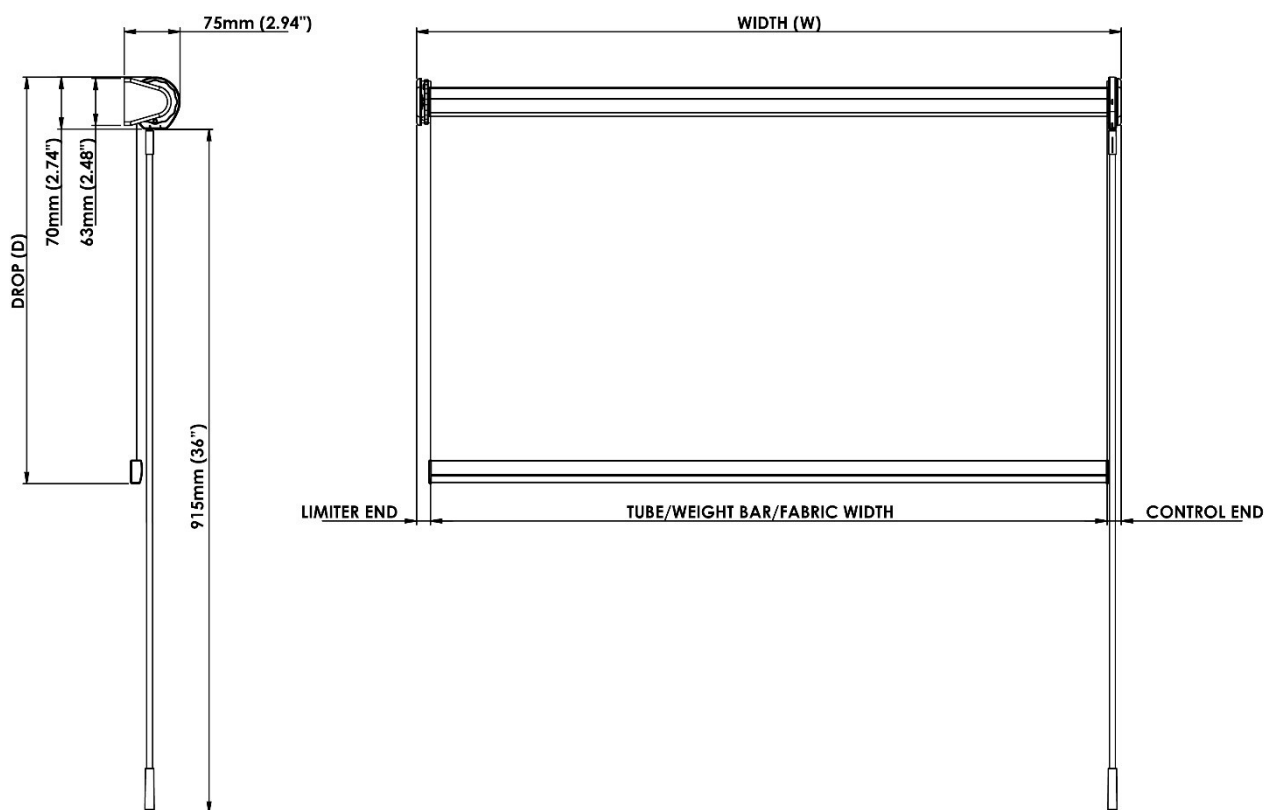 75mm (2.94")
WIDTH (W)
DROP (D)
70mm (2.74")
63mm (2.48")
915mm (36")
LIMITER END
TUBE/WEIGHT BAR/FABRIC WIDTH
CONTROL END